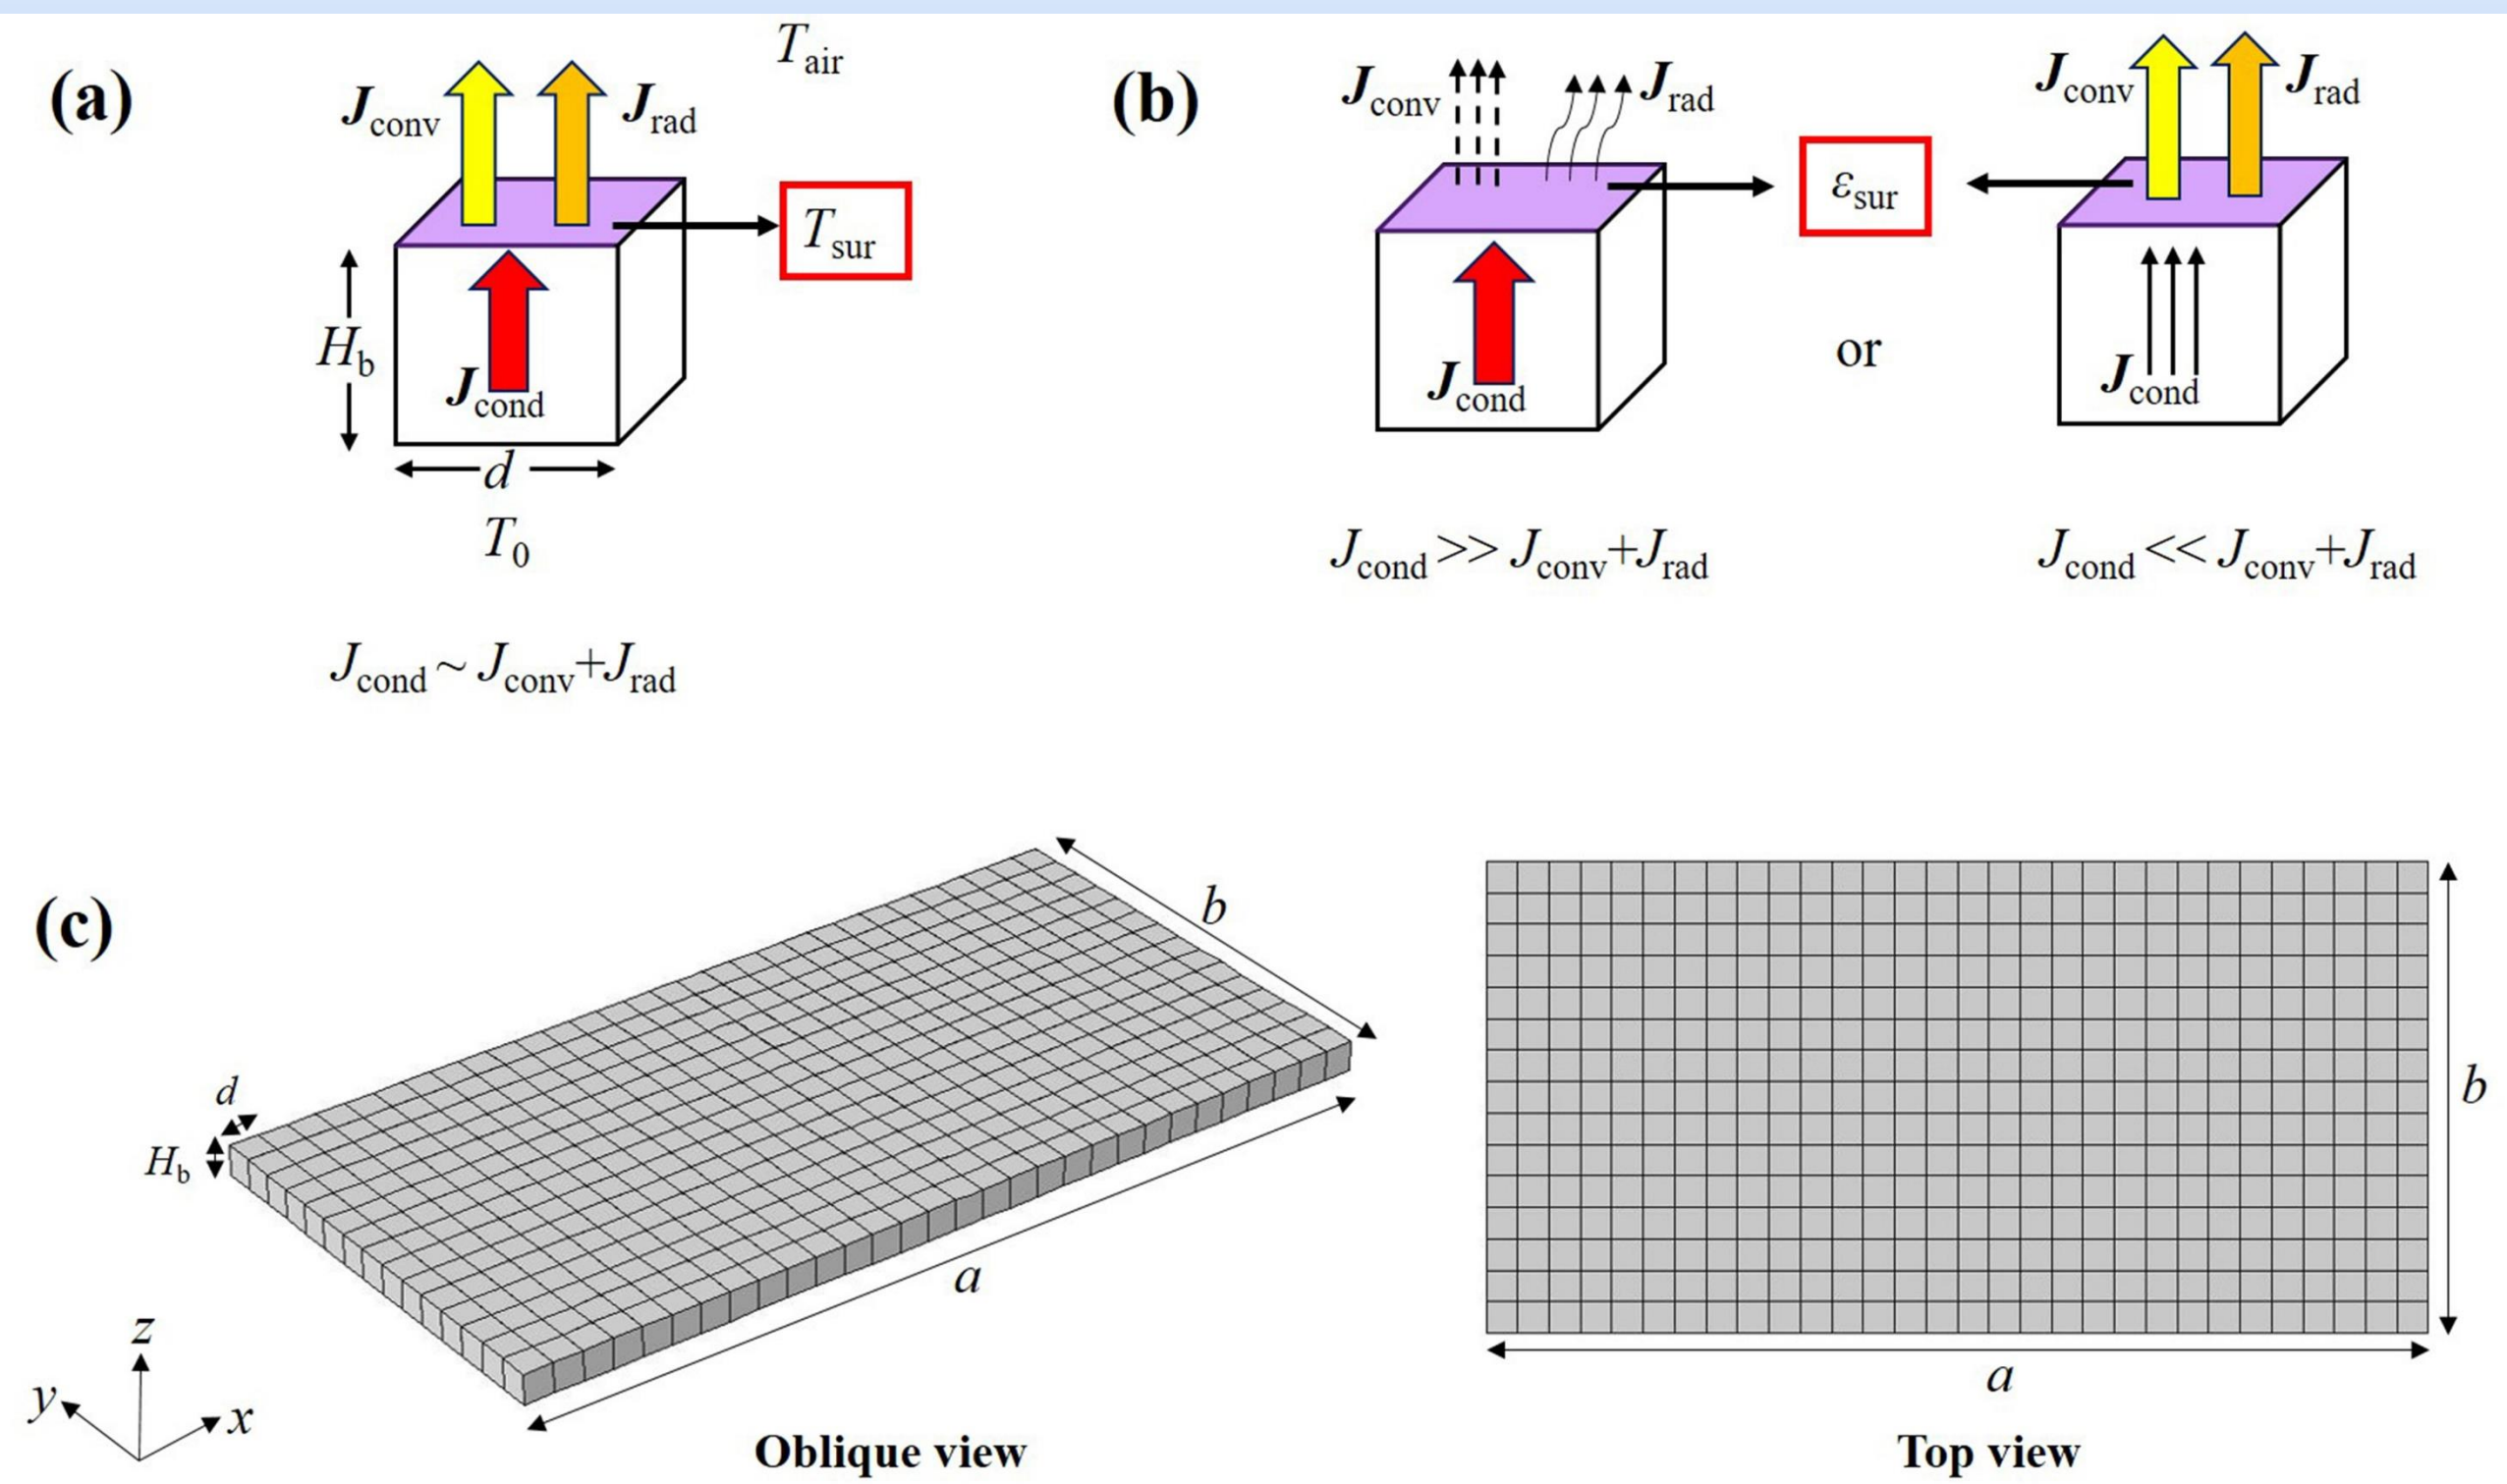 (a)
T_air
J_conv
J_rad
T_sur
H_b
J_cond
d
T_0
J_cond ~ J_conv+J_rad
(b)
J_conv
J_rad
ε_sur
J_cond
J_cond >> J_conv+J_rad
or
J_conv
J_rad
J_cond
J_cond << J_conv+J_rad
(c)
b
d
H_b
a
z
y
x
Oblique view
b
a
Top view